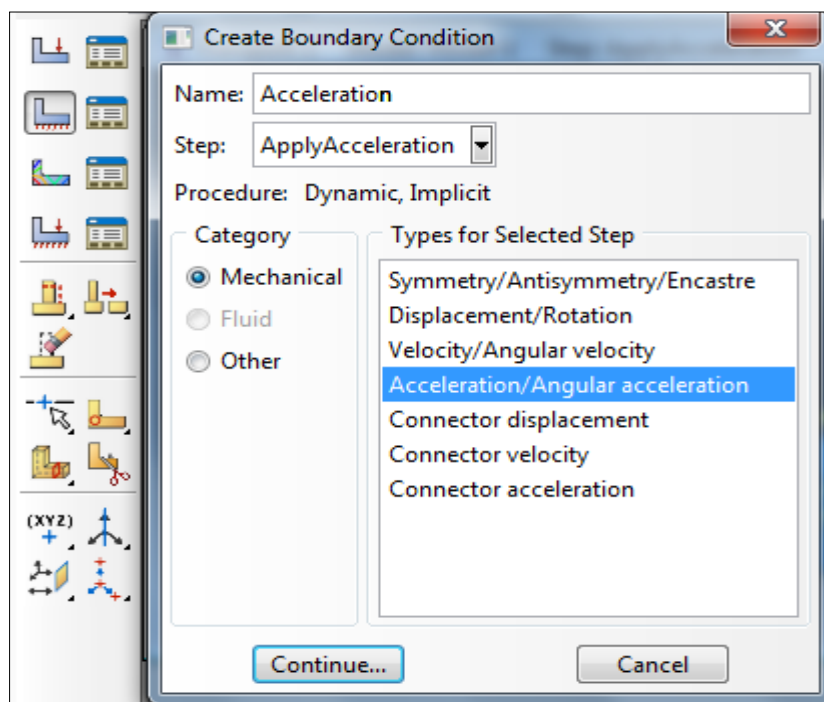 Create Boundary Condition
Name: Acceleration
Step: ApplyAcceleration
Procedure: Dynamic, Implicit
Category
Mechanical
Fluid
Other
Types for Selected Step
Symmetry/Antisymmetry/Encastre
Displacement/Rotation
Velocity/Angular velocity
Acceleration/Angular acceleration
Connector displacement
Connector velocity
Connector acceleration
(XYZ)
Continue... Cancel